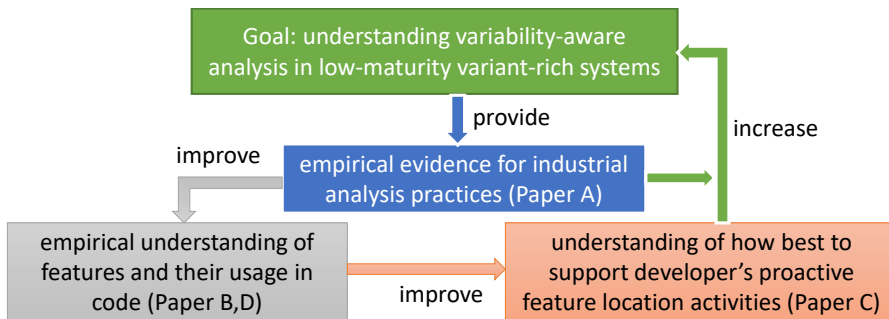 Goal: understanding variability-aware
analysis in low-maturity variant-rich systems
provide
increase
improve
empirical evidence for industrial
analysis practices (Paper A)
empirical understanding of
features and their usage in
code (Paper B,D)
improve
understanding of how best to
support developer's proactive
feature location activities (Paper C)